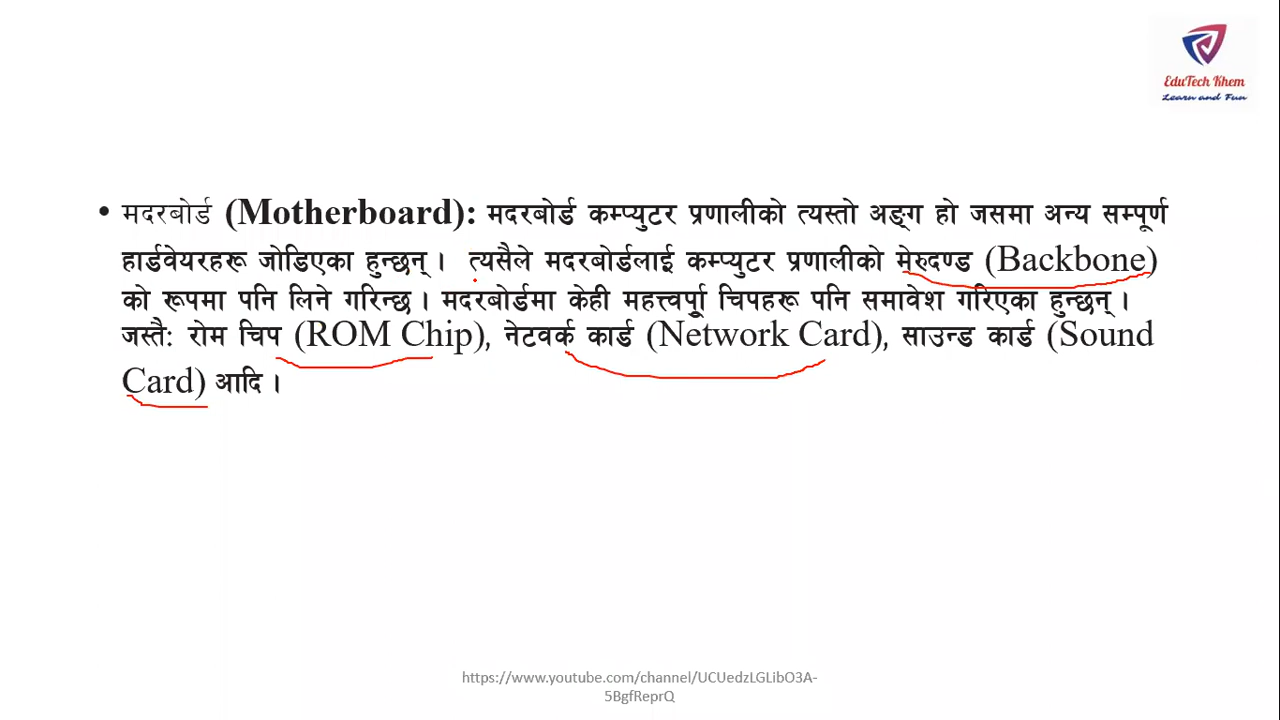 EduTech Khem
Learn and Fun
• मदरबोर्ड (Motherboard): मदरबोर्ड कम्प्युटर प्रणालीको त्यस्तो अङ्ग हो जसमा अन्य सम्पूर्ण
हार्डवेयरहरू जोडिएका हुन्छन् । त्यसैले मदरबोर्डलाई कम्प्युटर प्रणालीको मेरुदण्ड (Backbone)
को रूपमा पनि लिने गरिन्छ । मदरबोर्डमा केही चिपहरू पनि समावेश गरिएका हुन्छन् ।
जस्तै: रोम चिप (ROM Chip), नेटवर्क कार्ड (Network Card), साउन्ड कार्ड (Sound
Card) आदि ।
https://www.youtube.com/channel/UCUedzLGLibO3A-
5BgfReprQ